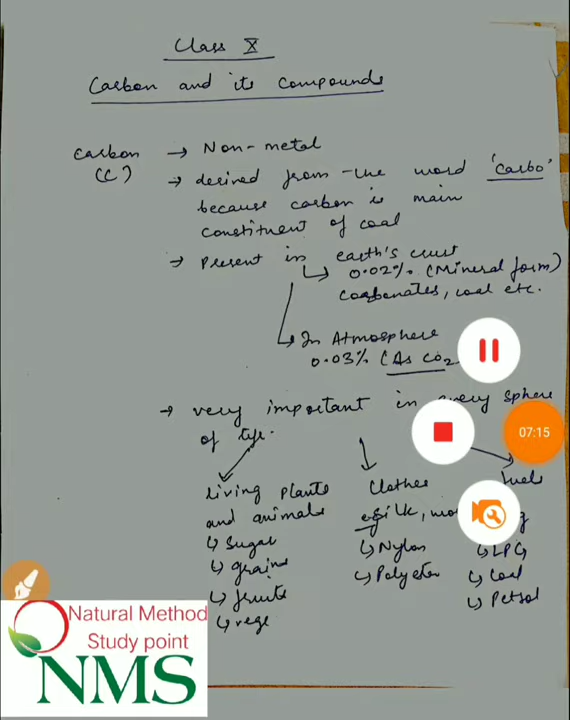 Class X
Carbon and its Compounds
Carbon → Non-metal
(C)
→ derived from the word 'Carbo'
because carbon is main
constituent of coal
→ Present in earth's crust
↳ 0.02% (Mineral form)
carbonates, coal etc.
↳ In Atmosphere
0.03% (As CO2
→ very important in every sphere
of
living plants
and animals
↳ Sugar
↳ grains
↳ fruits
↳ vege
Clothes
eg Silk,
↳ Nylon
↳ Polyester
fuels
↳ LPG
↳ Coal
↳ Petrol
07:15
Natural Method
Study point
NMS